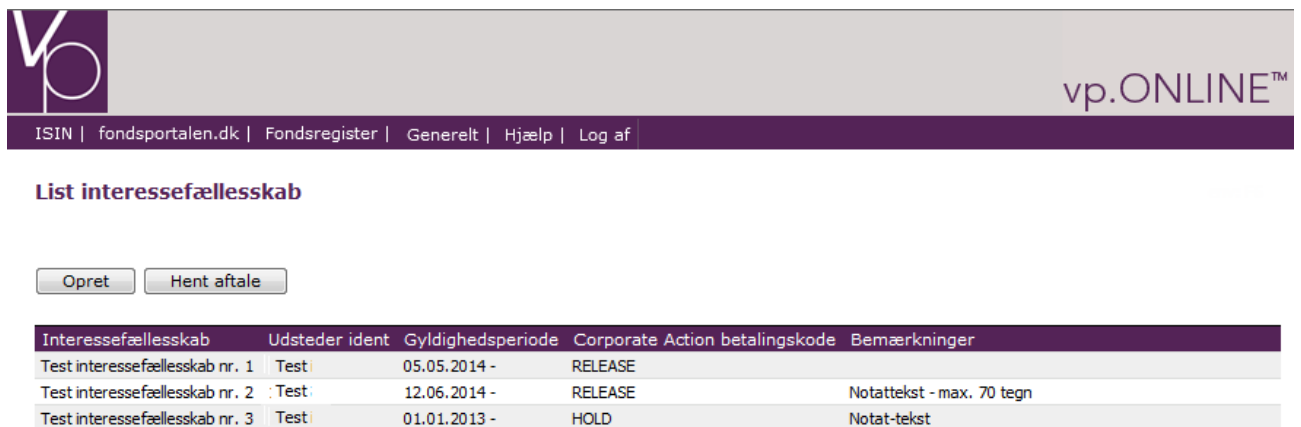 vp
vp.ONLINE™
ISIN | fondsportalen.dk | Fondsregister | Generelt | Hjælp | Log af
List interessefællesskab
Opret Hent aftale
Interessefællesskab Udsteder ident Gyldighedsperiode Corporate Action betalingskode Bemærkninger
Test interessefællesskab nr. 1 Test 05.05.2014 - RELEASE
Test interessefællesskab nr. 2 Test 12.06.2014 - RELEASE Notattekst - max. 70 tegn
Test interessefællesskab nr. 3 Test 01.01.2013 - HOLD Notat-tekst